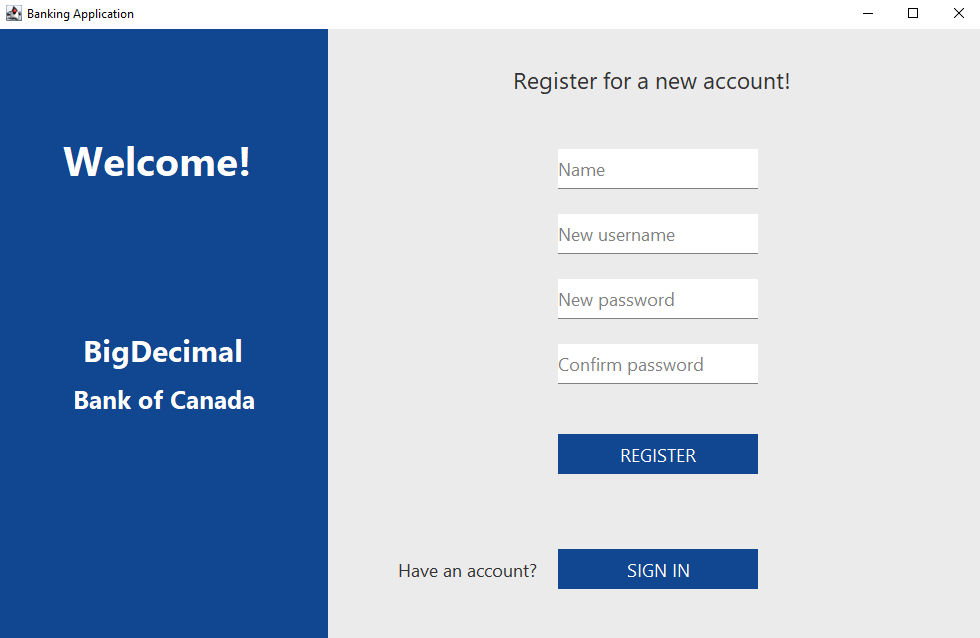 Banking Application
Welcome!
BigDecimal
Bank of Canada
Register for a new account!
Name
New username
New password
Confirm password
REGISTER
Have an account?
SIGN IN